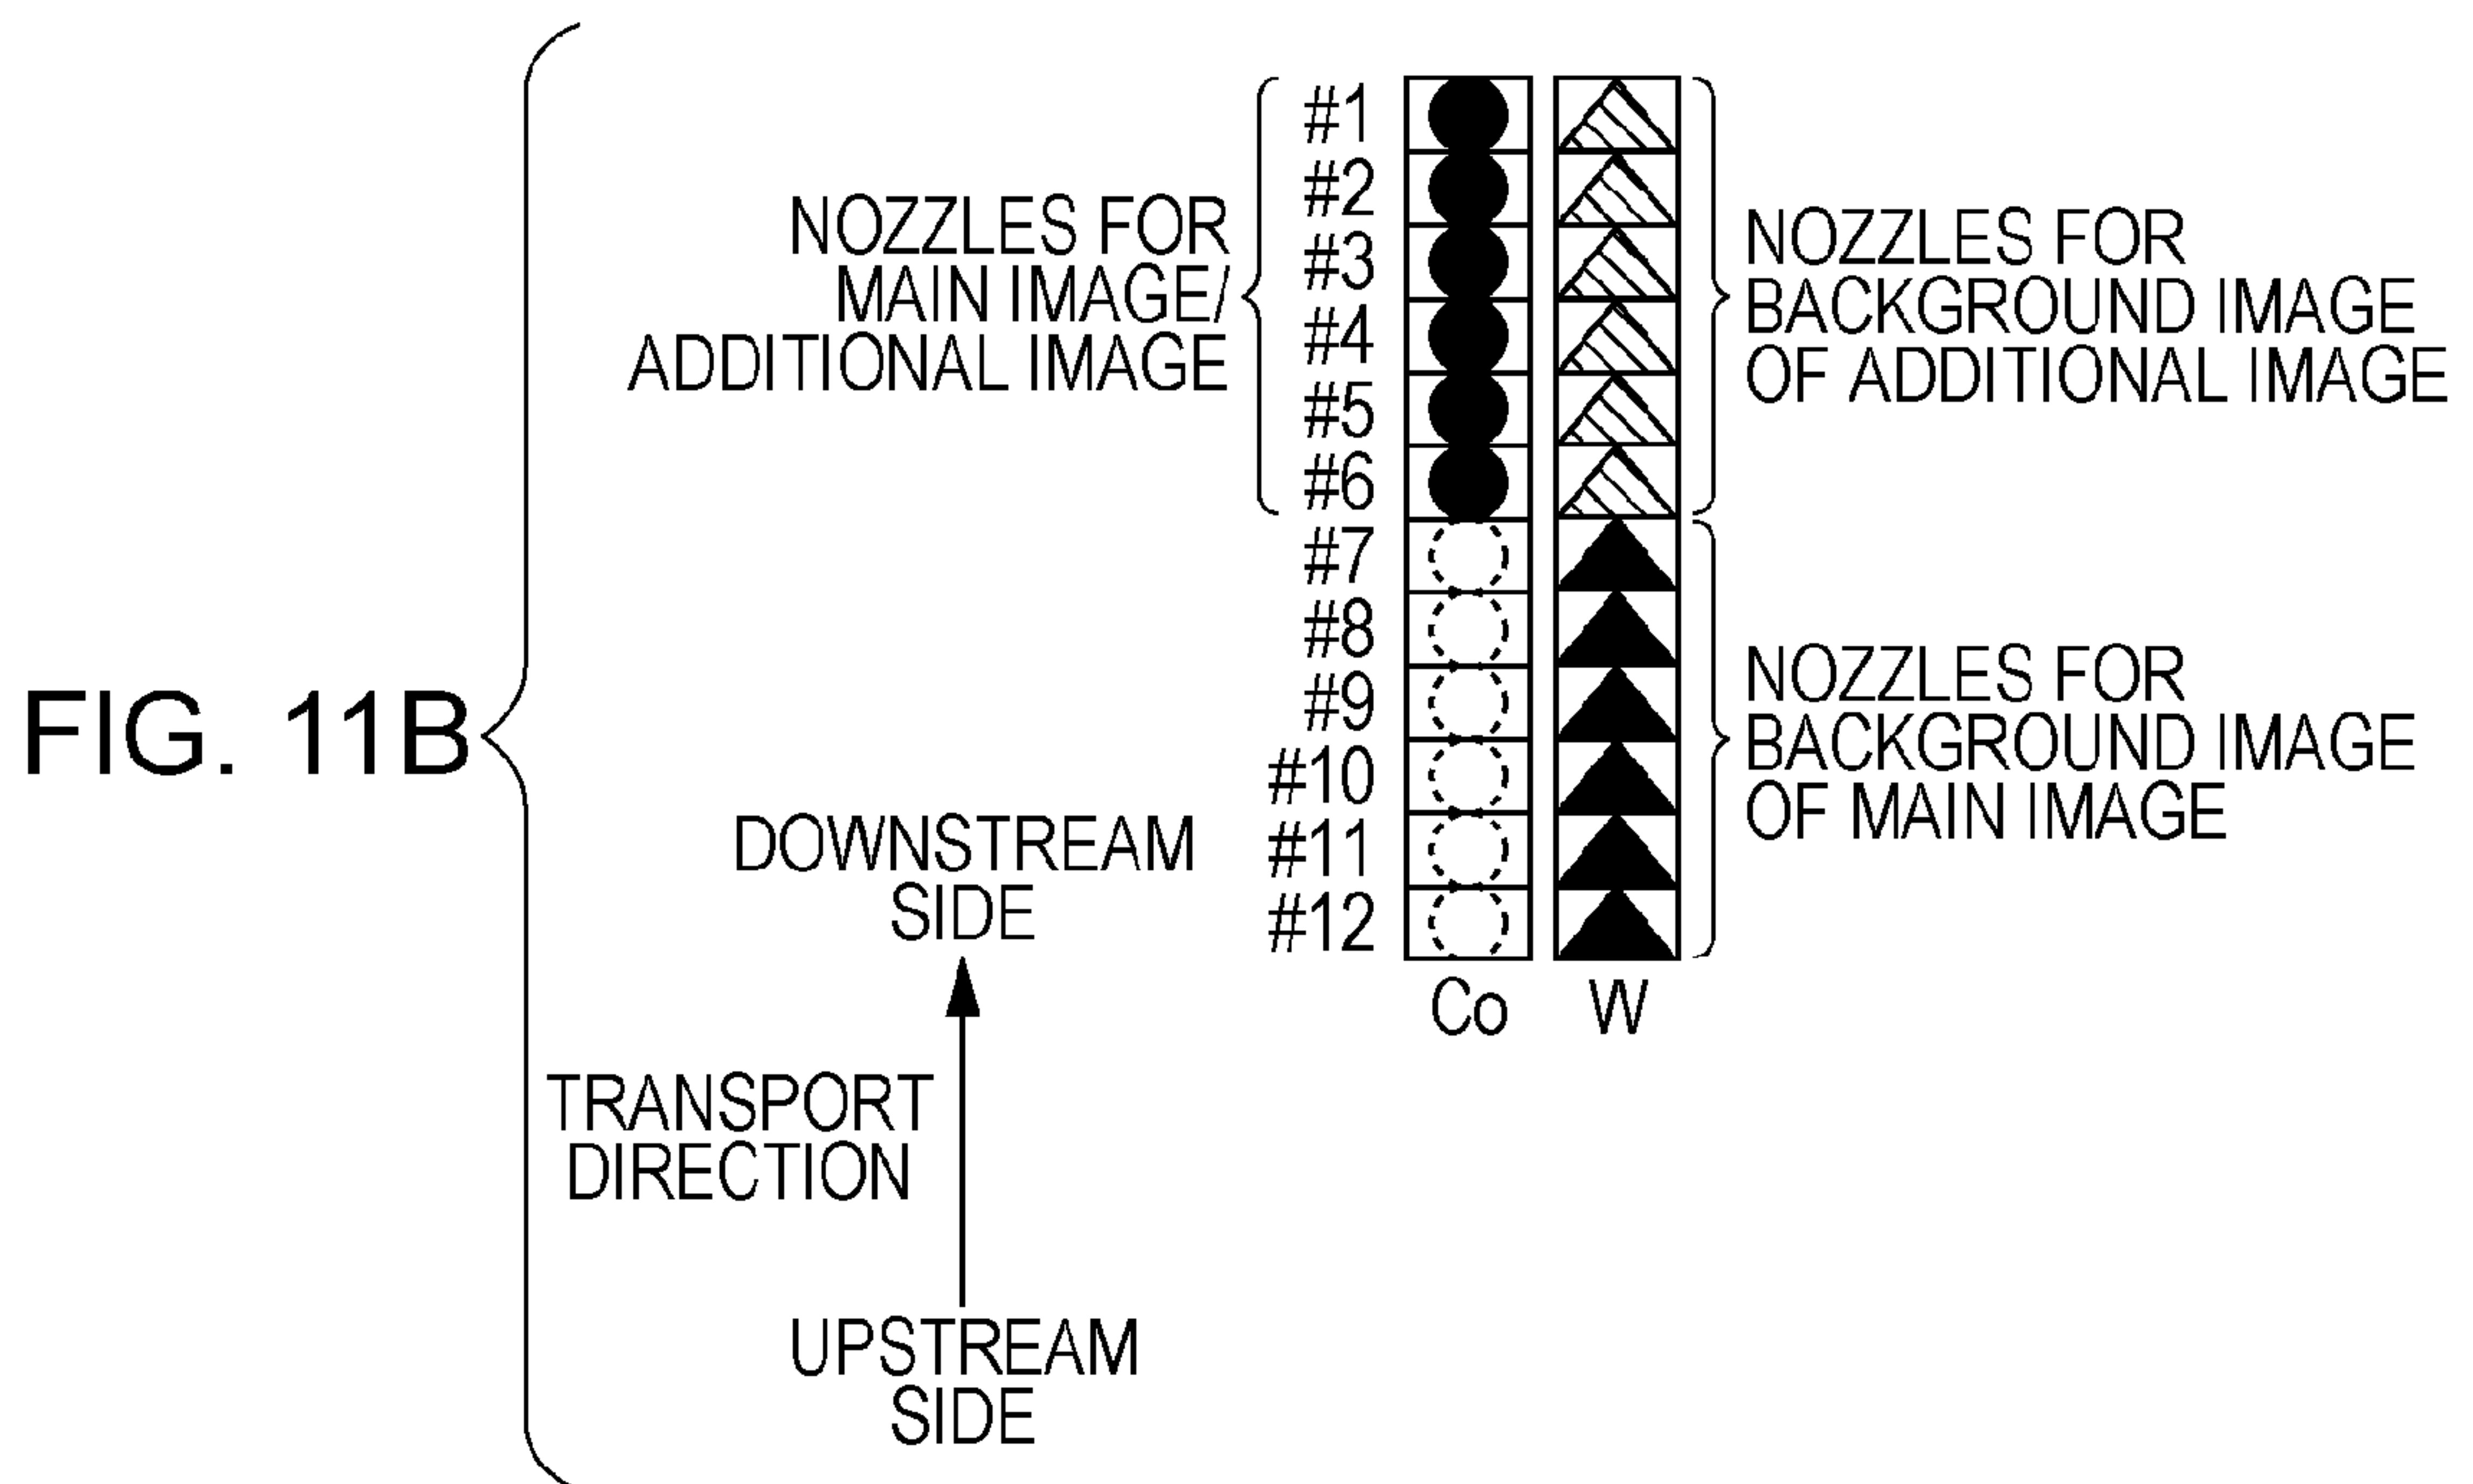 FIG. 11B
NOZZLES FOR
MAIN IMAGE/
ADDITIONAL IMAGE
#1
#2
#3
#4
#5
#6
#7
#8
#9
#10
#11
#12
Co
W
NOZZLES FOR
BACKGROUND IMAGE
OF ADDITIONAL IMAGE
NOZZLES FOR
BACKGROUND IMAGE
OF MAIN IMAGE
DOWNSTREAM
SIDE
TRANSPORT
DIRECTION
UPSTREAM
SIDE